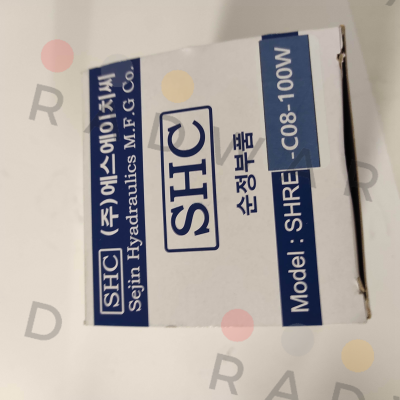 SHC (주)에스에이치씨
Sejin Hyadraulics M.F.G Co.
SHC
순정부품
Model : SHRE -C08-100W